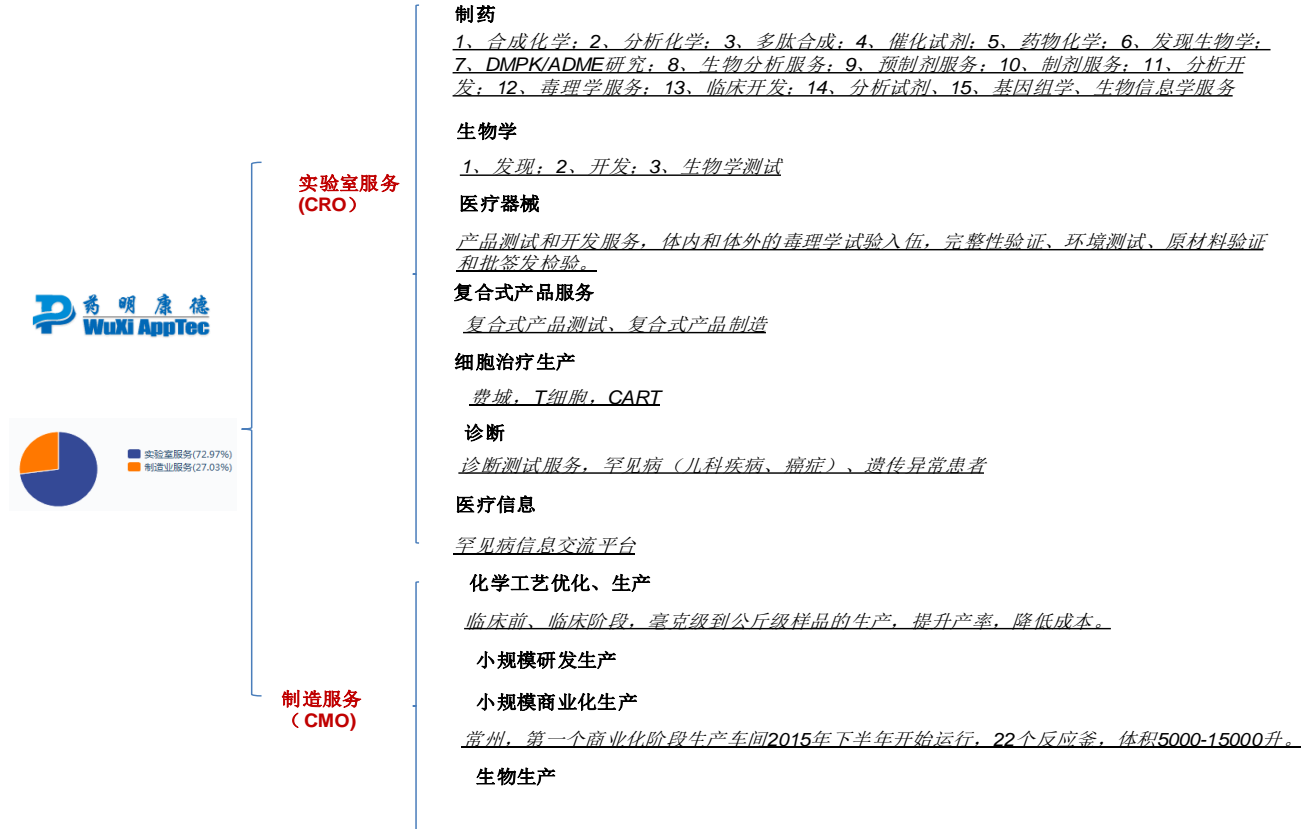 制药
1、合成化学；2、分析化学；3、多肽合成；4、催化试剂；5、药物化学；6、发现生物学；
7、DMPK/ADME研究；8、生物分析服务；9、预制剂服务；10、制剂服务；11、分析开
发；12、毒理学服务；13、临床开发；14、分析试剂、15、基因组学、生物信息学服务
生物学
1、发现；2、开发；3、生物学测试
实验室服务
(CRO）
医疗器械
产品测试和开发服务，体内和体外的毒理学试验入伍，完整性验证、环境测试、原材料验证
和批签发检验。
复合式产品服务
复合式产品测试、复合式产品制造
药明康德
WuXi AppTec
细胞治疗生产
费城，T细胞，CART
诊断
诊断测试服务，罕见病（儿科疾病、癌症）、遗传异常患者
实验室服务(72.97%)
制造业服务(27.03%)
医疗信息
罕见病信息交流平台
化学工艺优化、生产
临床前、临床阶段，毫克级到公斤级样品的生产，提升产率，降低成本。
小规模研发生产
制造服务
（CMO)
小规模商业化生产
常州，第一个商业化阶段生产车间2015年下半年开始运行，22个反应釜，体积5000-15000升。
生物生产